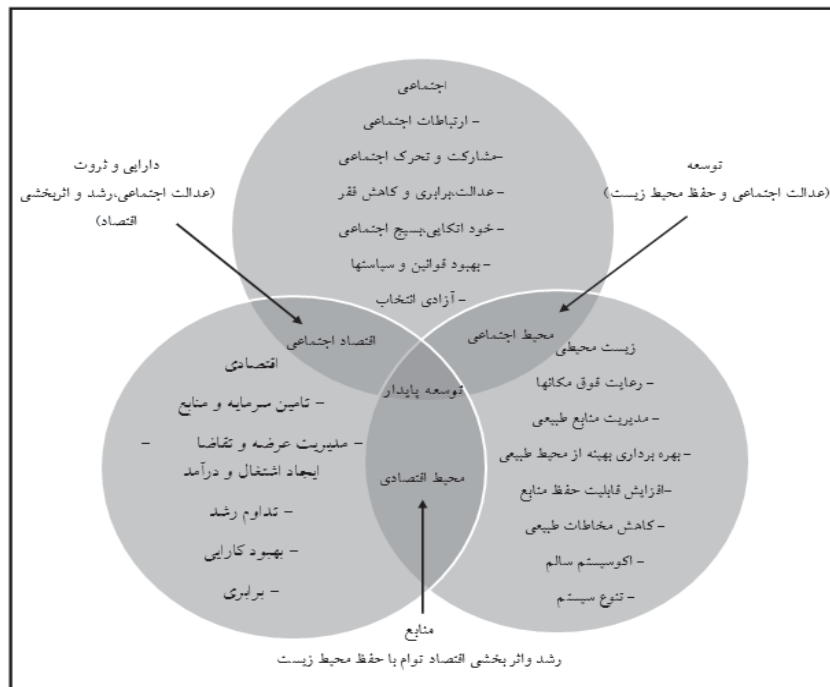 اجتماعی
- ارتباطات اجتماعی
-مشارکت و تحرک اجتماعی
- عدالت،برابری و کاهش فقر
- خود اتکایی،بسیج اجتماعی
- بهبود قوانین و سیاستها
- آزادی انتخاب
دارایی و ثروت
(عدالت اجتماعی،رشد و اثربخشی
اقتصاد)
توسعه
(عدالت اجتماعی و حفظ محیط زیست)
محیط اجتماعی
اقتصاد اجتماعی
توسعه پایدار
محیط اقتصادی
زیست محیطی
- رعایت قوق مکانها
- مدیریت منابع طبیعی
- بهره برداری بهینه از محیط طبیعی
-افزایش قابلیت حفظ منابع
- کاهش مخاطات طبیعی
- اکوسیستم سالم
- تنوع سیستم
اقتصادی
- تامین سرمایه و منابع
- مدیریت عرضه و تقاضا -
ایجاد اشتغال و درآمد
- تداوم رشد
- بهبود کارایی
- برابری
منابع
رشد واثر بخشی اقتصاد توام با حفظ محیط زیست